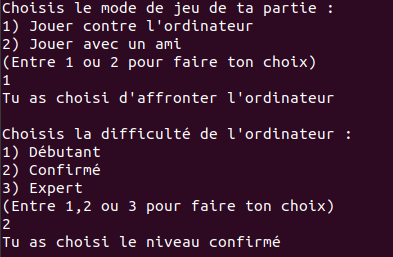 Choisis le mode de jeu de ta partie :
1) Jouer contre l'ordinateur
2) Jouer avec un ami
(Entre 1 ou 2 pour faire ton choix)
1
Tu as choisi d'affronter l'ordinateur
Choisis la difficulté de l'ordinateur :
1) Débutant
2) Confirmé
3) Expert
(Entre 1,2 ou 3 pour faire ton choix)
2
Tu as choisi le niveau confirmé